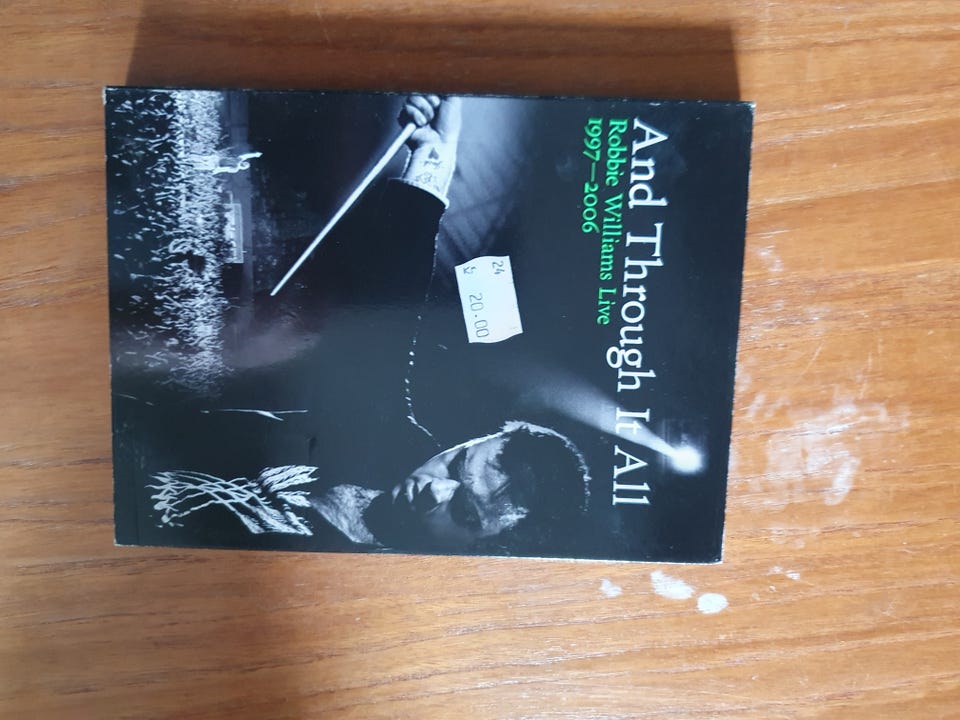 And Through It All
Robbie Williams Live
1997—2006
24
20.00